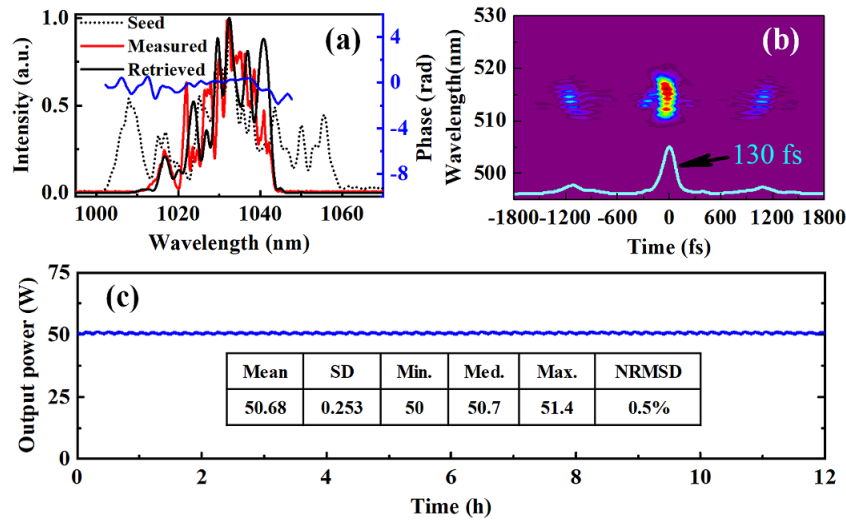 Seed
Measured
Retrieved
(a)
1.0
0.5
0.0
Intensity (a.u.)
4
0
-4
-8
Phase (rad)
1000 1020 1040 1060
Wavelength (nm)
(b)
530
520
510
500
Wavelength(nm)
130 fs
-1800 -1200 -600 0 600 1200 1800
Time (fs)
(c)
75
50
25
0
Output power (W)
Mean SD Min. Med. Max. NRMSD
50.68 0.253 50 50.7 51.4 0.5%
0 2 4 6 8 10 12
Time (h)